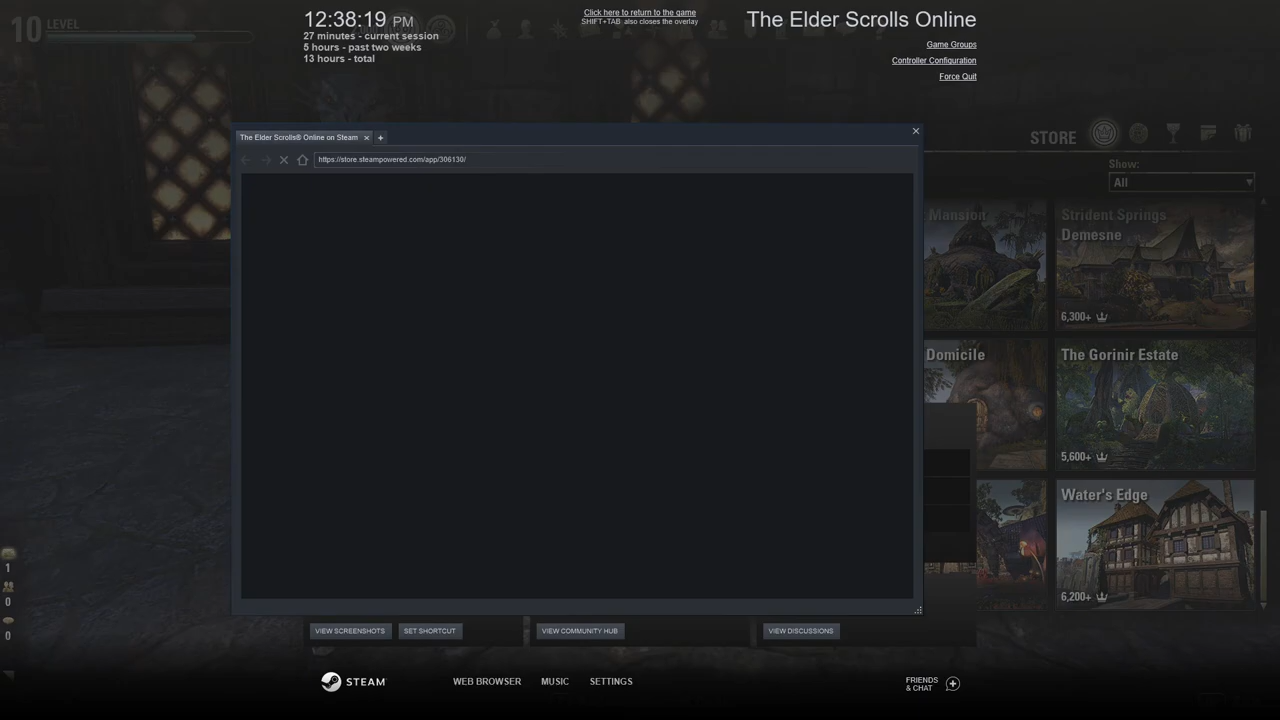 10 LEVEL
12:38:19 PM
27 minutes - current session
5 hours - past two weeks
13 hours - total
Click here to return to the game
SHIFT+TAB also closes the overlay
The Elder Scrolls Online
Game Groups
Controller Configuration
Force Quit
The Elder Scrolls® Online on Steam
https://store.steampowered.com/app/306130/
STORE
Show:
All
Mansion
Strident Springs
Demesne
6,300+
Domicile
The Gorinir Estate
5,600+
Water's Edge
6,200+
1
0
0
VIEW SCREENSHOTS
SET SHORTCUT
VIEW COMMUNITY HUB
VIEW DISCUSSIONS
STEAM
WEB BROWSER
MUSIC
SETTINGS
FRIENDS
& CHAT